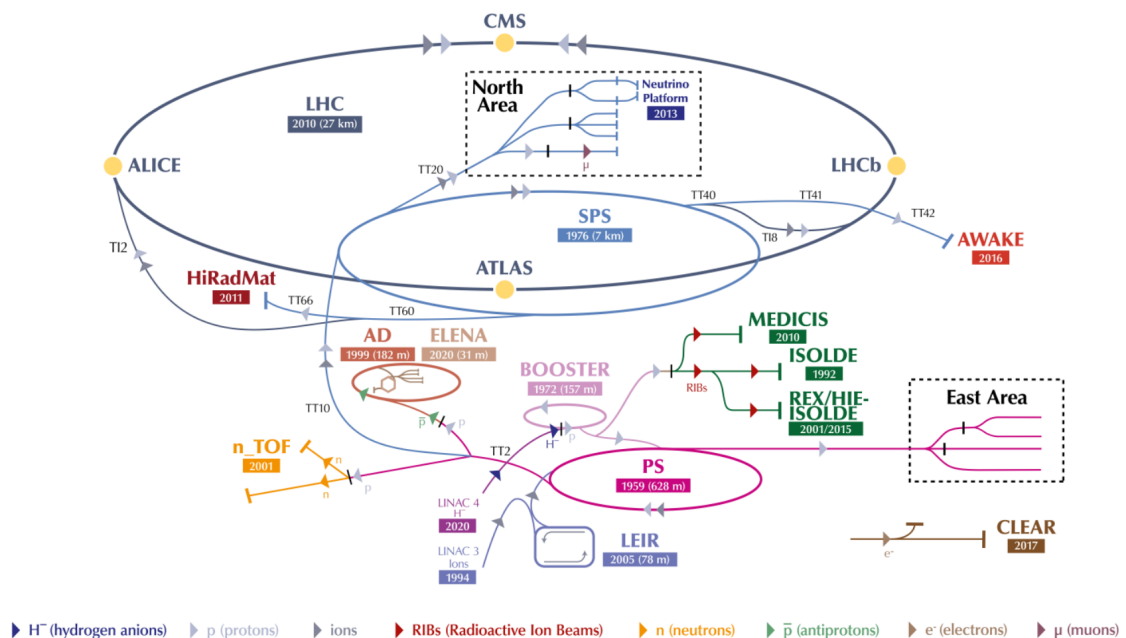 CMS
North
Area
Neutrino
Platform
2013
LHC
2010 (27 km)
μ
ALICE
LHCb
TT20
TT40
TT41
TT42
SPS
1976 (7 km)
TI8
TI2
AWAKE
2016
ATLAS
HiRadMat
2011
TT66
TT60
AD
1999 (182 m)
ELENA
2020 (31 m)
MEDICIS
2010
BOOSTER
1972 (157 m)
ISOLDE
1992
RIBs
REX/HIE-
ISOLDE
2001/2015
East Area
TT10
p̅
p
H⁻
p
TT2
n_TOF
2001
n
n
p
PS
1959 (628 m)
LINAC 4
H⁻
2020
LINAC 3
Ions
1994
LEIR
2005 (78 m)
CLEAR
2017
e⁻
H⁻ (hydrogen anions)
p (protons)
ions
RIBs (Radioactive Ion Beams)
n (neutrons)
p̅ (antiprotons)
e⁻ (electrons)
μ (muons)